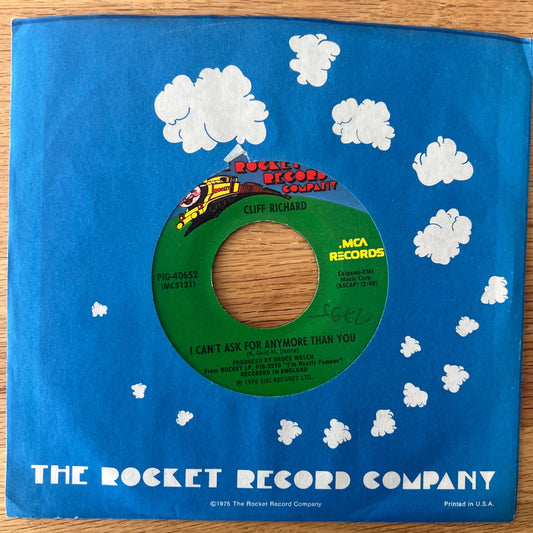 ROCKET
RECORD
COMPANY
ROCKET
CLIFF RICHARD
.MCA
RECORDS
PIG-40652
(MC5131)
Colgems-EMI
Music Corp.
(ASCAP) (2:48)
I CAN'T ASK FOR ANYMORE THAN YOU
(K. Gold-M. Denne)
PRODUCED BY BRUCE WELCH
From ROCKET LP, PIG-2210 "I'm Nearly Famous"
RECORDED IN ENGLAND
℗ 1976 EMI RECORDS LTD.
THE ROCKET RECORD COMPANY
©1975 The Rocket Record Company
Printed in U.S.A.